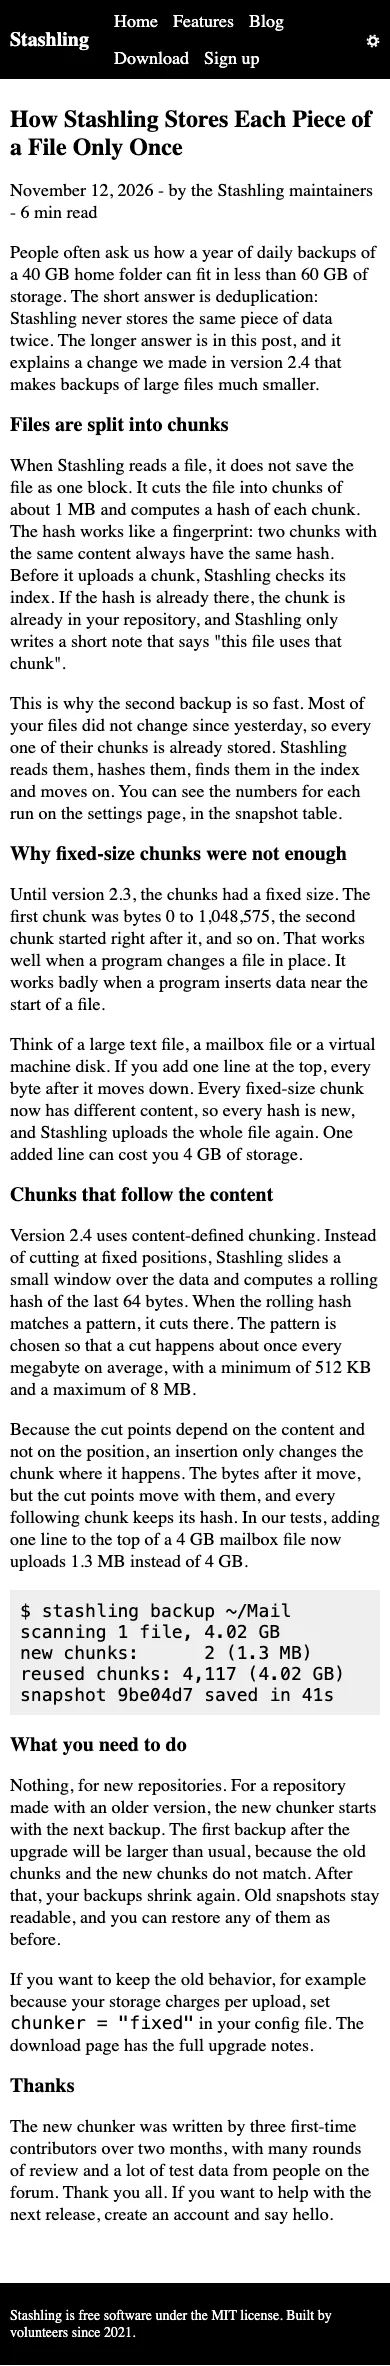 Stashling
Home Features Blog
Download Sign up
How Stashling Stores Each Piece of
a File Only Once
November 12, 2026 - by the Stashling maintainers
- 6 min read
People often ask us how a year of daily backups of
a 40 GB home folder can fit in less than 60 GB of
storage. The short answer is deduplication:
Stashling never stores the same piece of data
twice. The longer answer is in this post, and it
explains a change we made in version 2.4 that
makes backups of large files much smaller.
Files are split into chunks
When Stashling reads a file, it does not save the
file as one block. It cuts the file into chunks of
about 1 MB and computes a hash of each chunk.
The hash works like a fingerprint: two chunks with
the same content always have the same hash.
Before it uploads a chunk, Stashling checks its
index. If the hash is already there, the chunk is
already in your repository, and Stashling only
writes a short note that says "this file uses that
chunk".
This is why the second backup is so fast. Most of
your files did not change since yesterday, so every
one of their chunks is already stored. Stashling
reads them, hashes them, finds them in the index
and moves on. You can see the numbers for each
run on the settings page, in the snapshot table.
Why fixed-size chunks were not enough
Until version 2.3, the chunks had a fixed size. The
first chunk was bytes 0 to 1,048,575, the second
chunk started right after it, and so on. That works
well when a program changes a file in place. It
works badly when a program inserts data near the
start of a file.
Think of a large text file, a mailbox file or a virtual
machine disk. If you add one line at the top, every
byte after it moves down. Every fixed-size chunk
now has different content, so every hash is new,
and Stashling uploads the whole file again. One
added line can cost you 4 GB of storage.
Chunks that follow the content
Version 2.4 uses content-defined chunking. Instead
of cutting at fixed positions, Stashling slides a
small window over the data and computes a rolling
hash of the last 64 bytes. When the rolling hash
matches a pattern, it cuts there. The pattern is
chosen so that a cut happens about once every
megabyte on average, with a minimum of 512 KB
and a maximum of 8 MB.
Because the cut points depend on the content and
not on the position, an insertion only changes the
chunk where it happens. The bytes after it move,
but the cut points move with them, and every
following chunk keeps its hash. In our tests, adding
one line to the top of a 4 GB mailbox file now
uploads 1.3 MB instead of 4 GB.
$ stashling backup ~/Mail
scanning 1 file, 4.02 GB
new chunks:      2 (1.3 MB)
reused chunks: 4,117 (4.02 GB)
snapshot 9be04d7 saved in 41s
What you need to do
Nothing, for new repositories. For a repository
made with an older version, the new chunker starts
with the next backup. The first backup after the
upgrade will be larger than usual, because the old
chunks and the new chunks do not match. After
that, your backups shrink again. Old snapshots stay
readable, and you can restore any of them as
before.
If you want to keep the old behavior, for example
because your storage charges per upload, set
chunker = "fixed" in your config file. The
download page has the full upgrade notes.
Thanks
The new chunker was written by three first-time
contributors over two months, with many rounds
of review and a lot of test data from people on the
forum. Thank you all. If you want to help with the
next release, create an account and say hello.
Stashling is free software under the MIT license. Built by
volunteers since 2021.